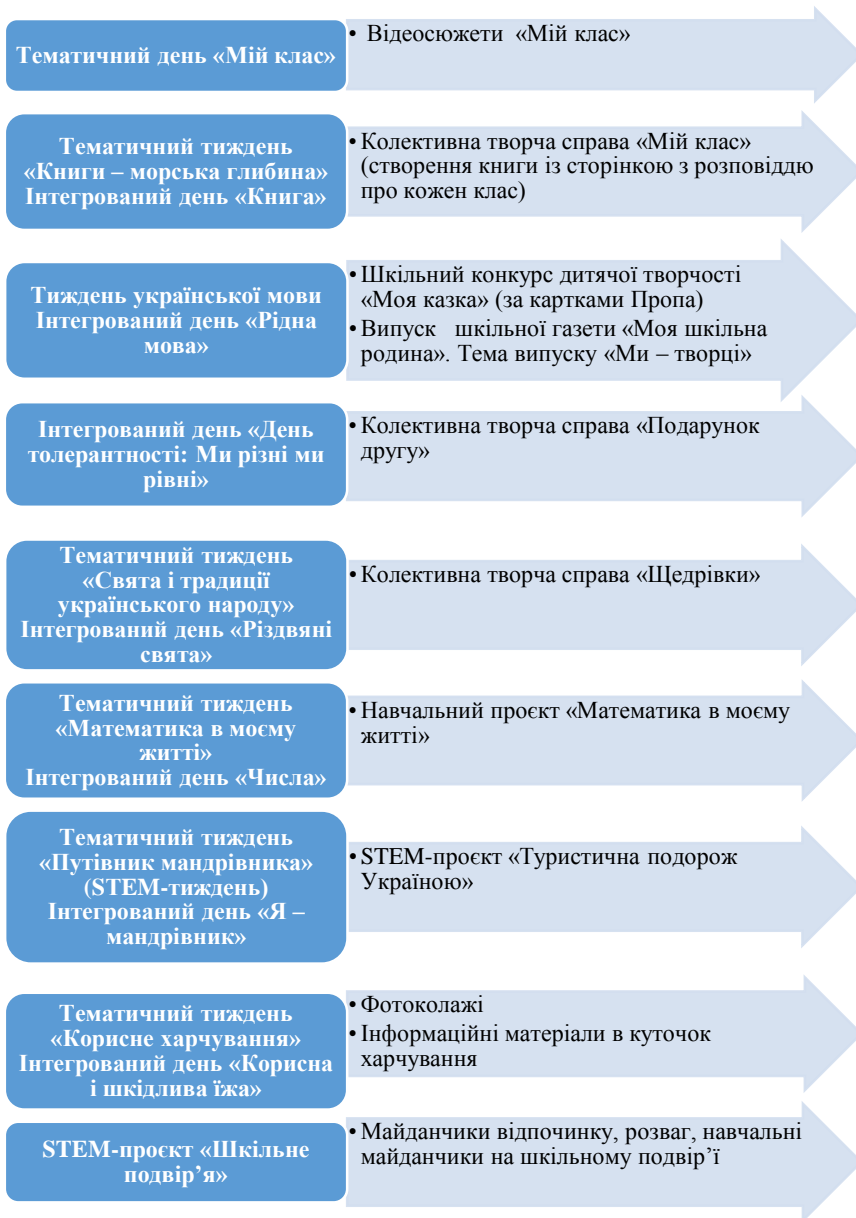 Тематичний день «Мій клас»
• Відеосюжети «Мій клас»
Тематичний тиждень
«Книги – морська глибина»
Інтегрований день «Книга»
• Колективна творча справа «Мій клас»
(створення книги із сторінкою з розповіддю
про кожен клас)
Тиждень української мови
Інтегрований день «Рідна
мова»
• Шкільний конкурс дитячої творчості
«Моя казка» (за картками Пропа)
• Випуск шкільної газети «Моя шкільна
родина». Тема випуску «Ми – творці»
Інтегрований день «День
толерантності: Ми різні ми
рівні»
• Колективна творча справа «Подарунок
другу»
Тематичний тиждень
«Свята і традиції
українського народу»
Інтегрований день «Різдвяні
свята»
• Колективна творча справа «Щедрівки»
Тематичний тиждень
«Математика в моєму
житті»
Інтегрований день «Числа»
• Навчальний проєкт «Математика в моєму
житті»
Тематичний тиждень
«Путівник мандрівника»
(STEM-тиждень)
Інтегрований день «Я –
мандрівник»
• STEM-проєкт «Туристична подорож
Україною»
Тематичний тиждень
«Корисне харчування»
Інтегрований день «Корисна
і шкідлива їжа»
• Фотоколажі
• Інформаційні матеріали в куточок
харчування
STEM-проєкт «Шкільне
подвір’я»
• Майданчики відпочинку, розваг, навчальні
майданчики на шкільному подвір’ї